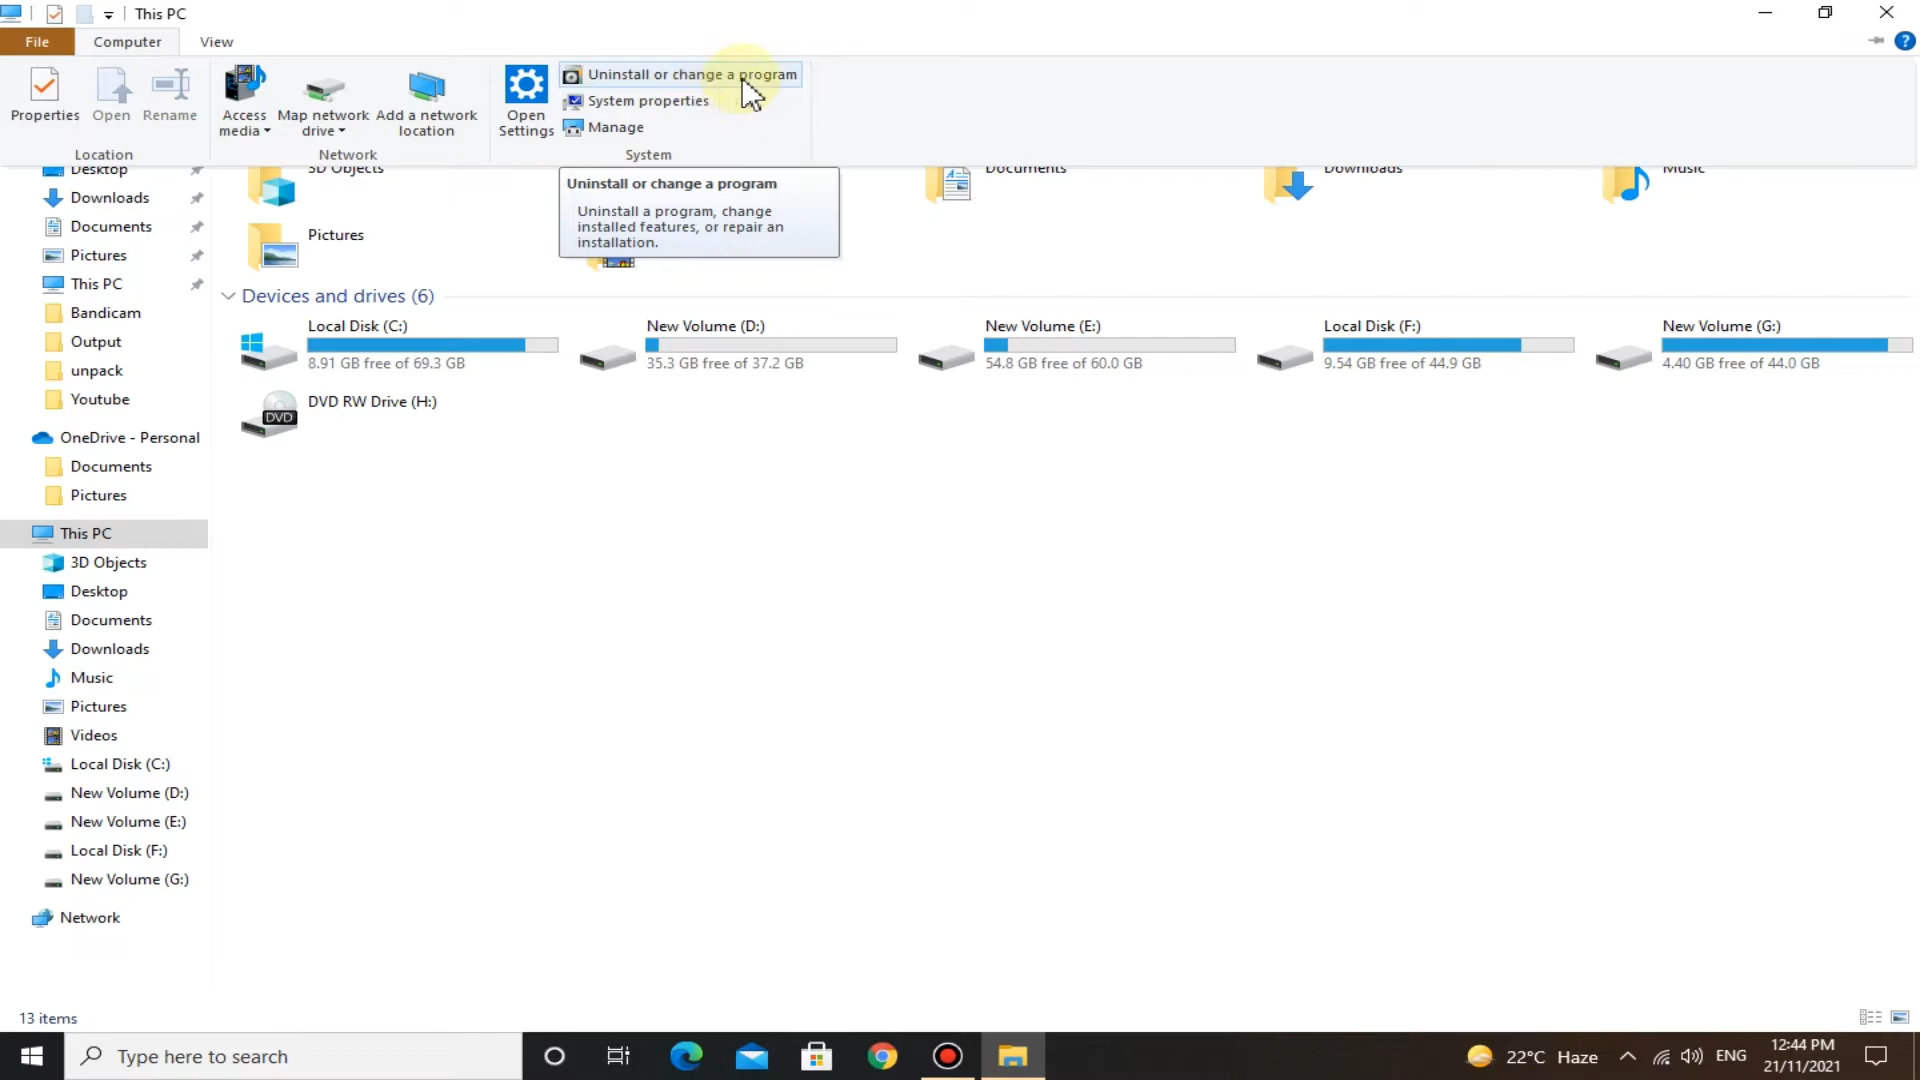 This PC
File
Computer
View
Properties
Open
Rename
Access media
Map network drive
Add a network location
Open Settings
Uninstall or change a program
System properties
Manage
Location
Network
System
Desktop
Downloads
Documents
Pictures
This PC
Bandicam
Output
unpack
Youtube
OneDrive - Personal
Documents
Pictures
This PC
3D Objects
Desktop
Documents
Downloads
Music
Pictures
Videos
Local Disk (C:)
New Volume (D:)
New Volume (E:)
Local Disk (F:)
New Volume (G:)
Network
3D Objects
Documents
Downloads
Music
Pictures
Uninstall or change a program
Uninstall a program, change
installed features, or repair an
installation.
Devices and drives (6)
Local Disk (C:)
8.91 GB free of 69.3 GB
New Volume (D:)
35.3 GB free of 37.2 GB
New Volume (E:)
54.8 GB free of 60.0 GB
Local Disk (F:)
9.54 GB free of 44.9 GB
New Volume (G:)
4.40 GB free of 44.0 GB
DVD
DVD RW Drive (H:)
13 items
Type here to search
22°C Haze
ENG
12:44 PM
21/11/2021